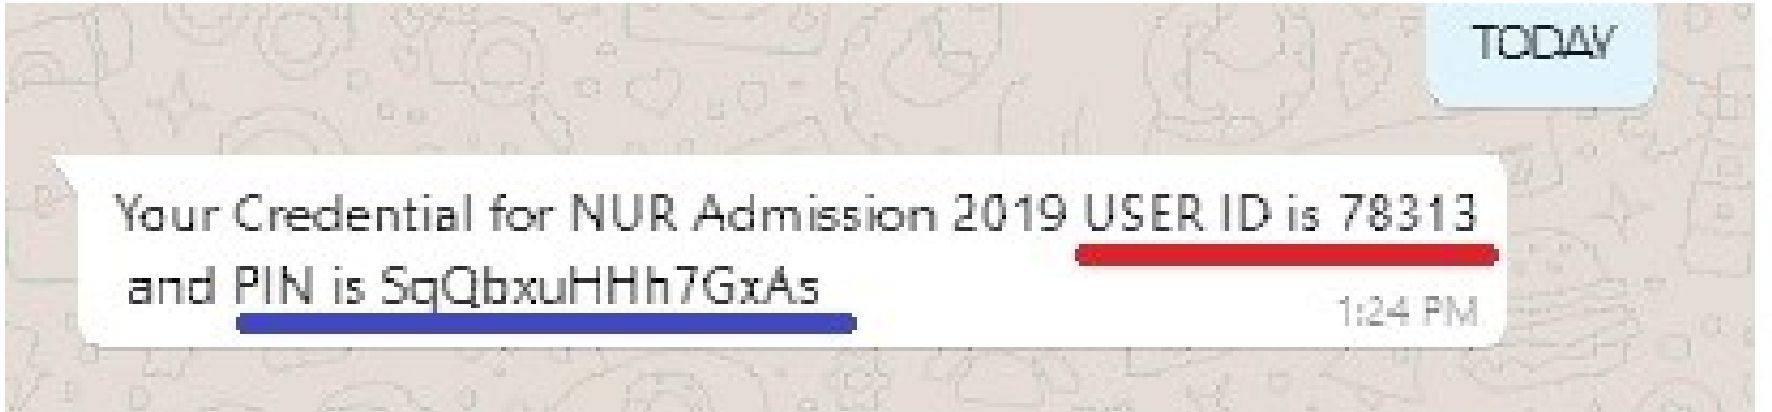 TODAY
Your Credential for NUR Admission 2019 USER ID is 78313
and PIN is SqQbxuHHh7GxAs
1:24 PM